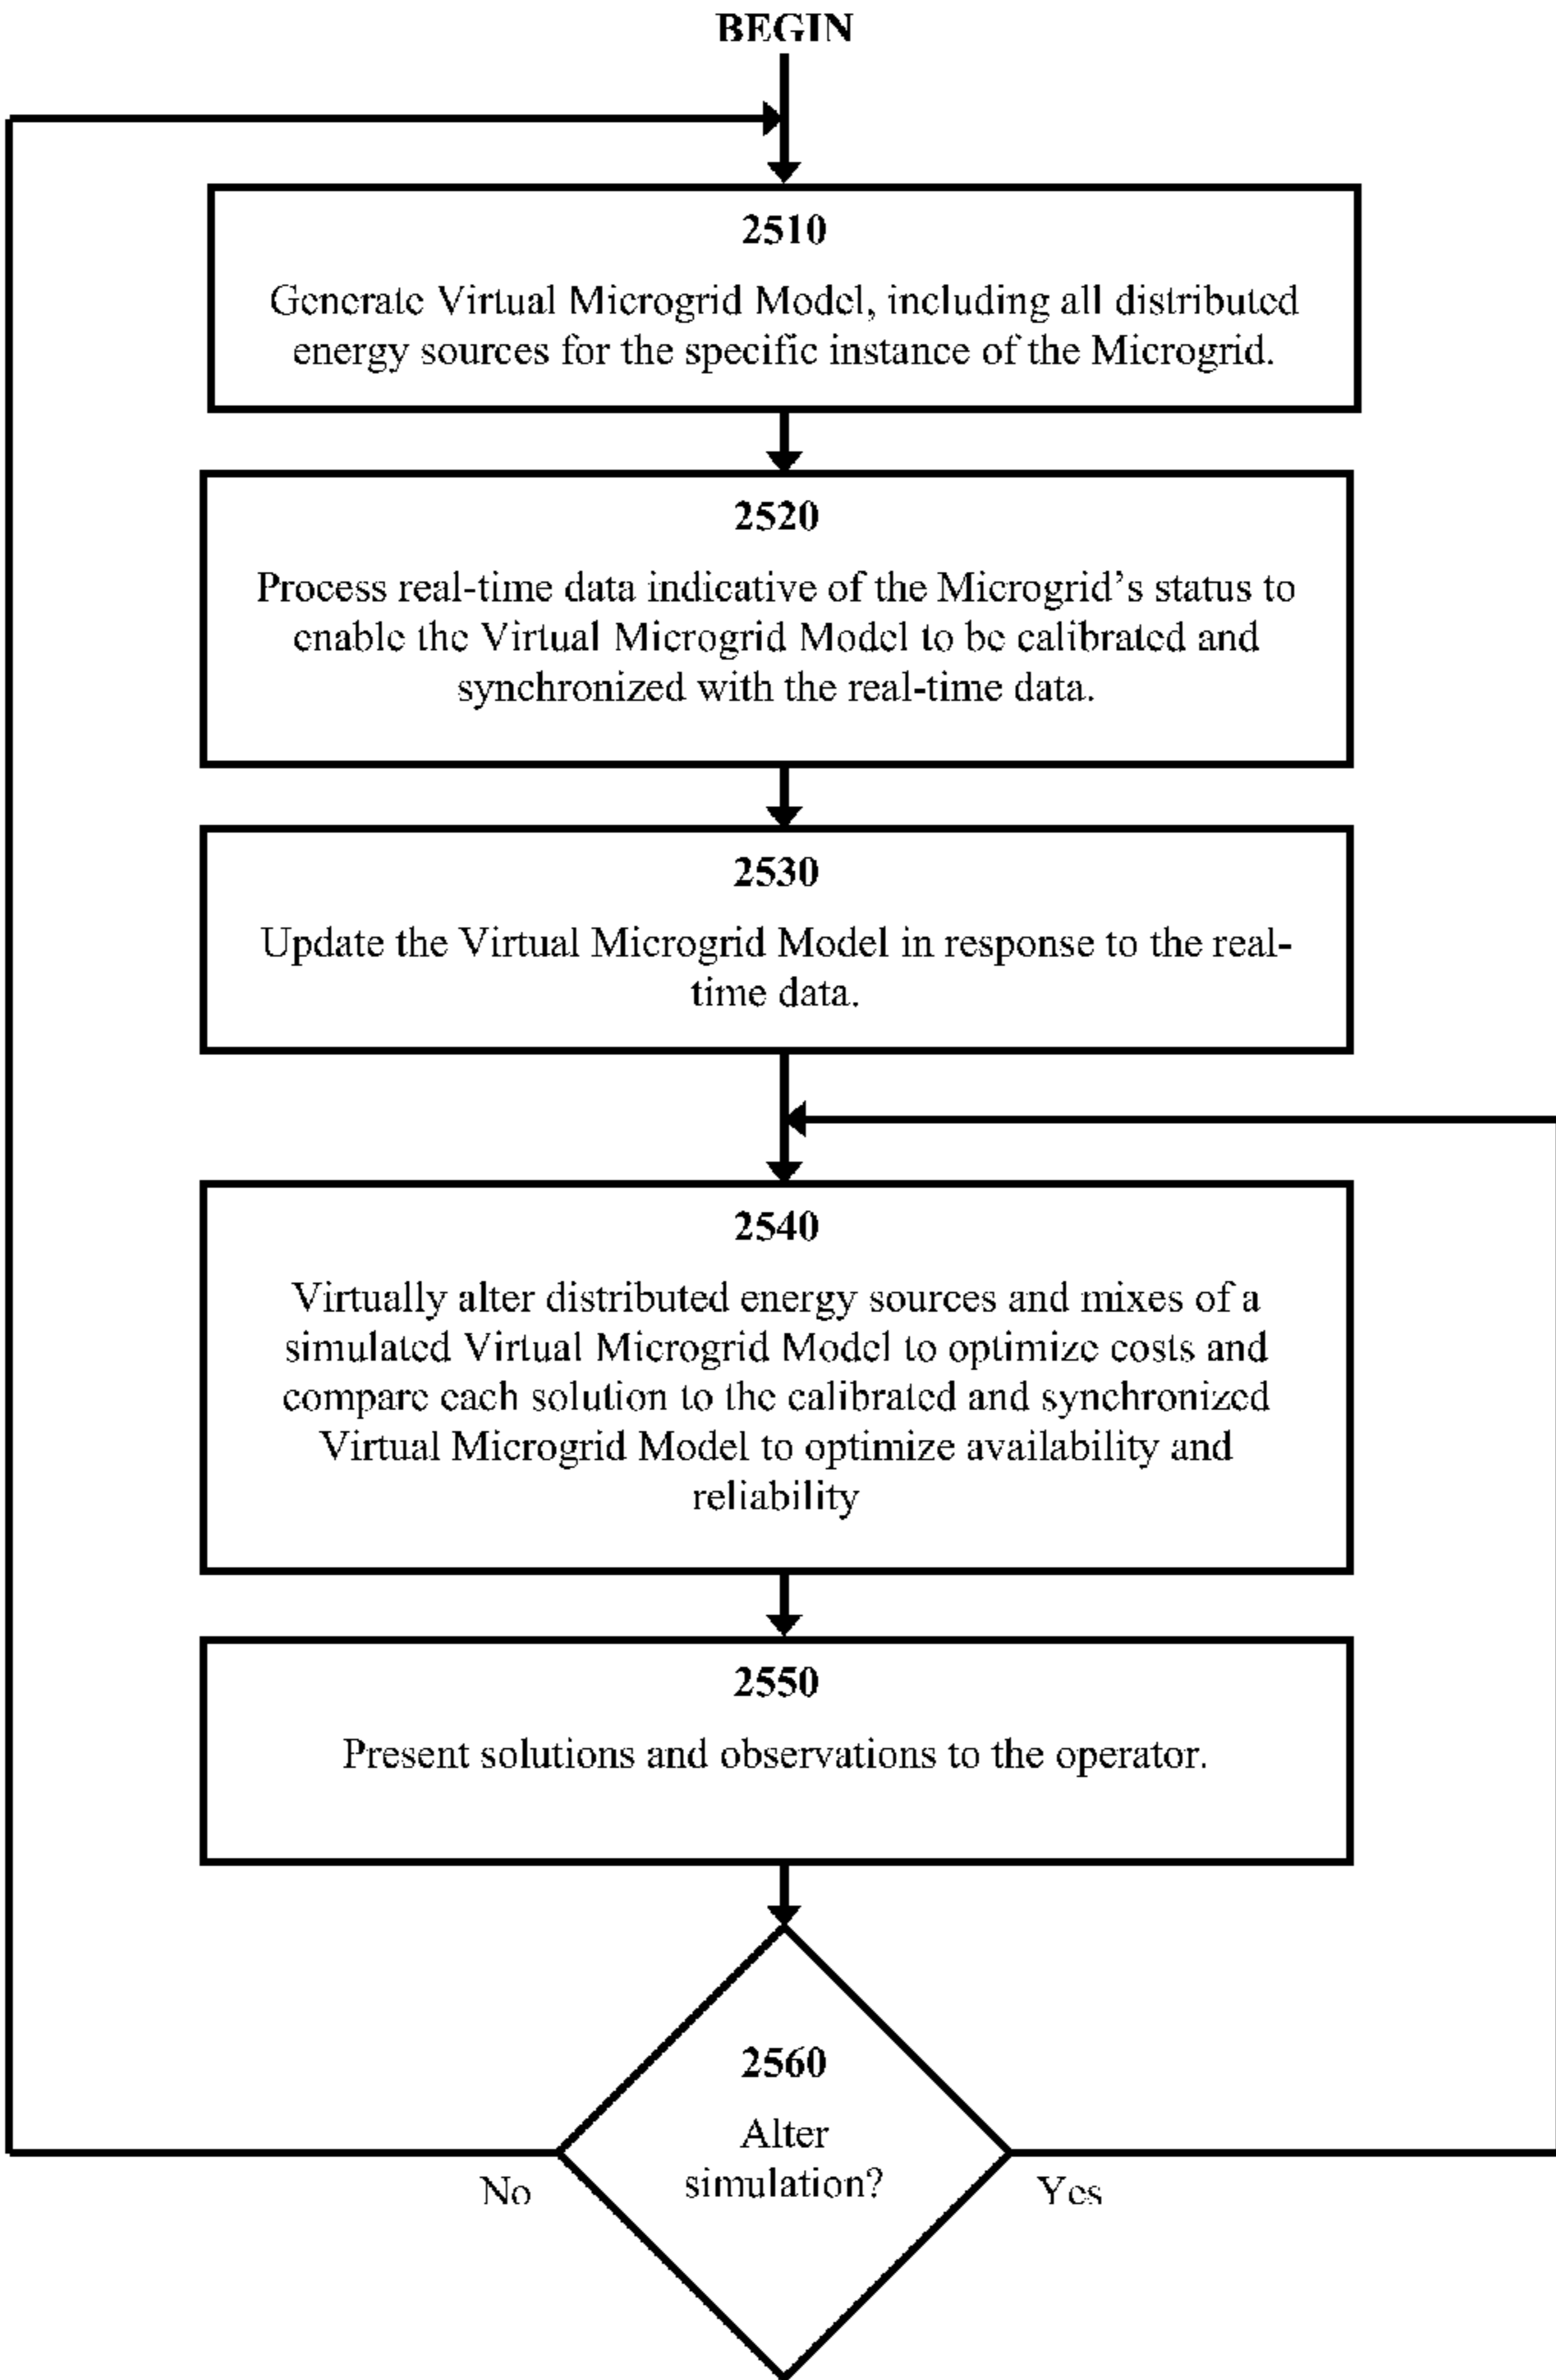 BEGIN
2510
Generate Virtual Microgrid Model, including all distributed
energy sources for the specific instance of the Microgrid.
2520
Process real-time data indicative of the Microgrid’s status to
enable the Virtual Microgrid Model to be calibrated and
synchronized with the real-time data.
2530
Update the Virtual Microgrid Model in response to the real-
time data.
2540
Virtually alter distributed energy sources and mixes of a
simulated Virtual Microgrid Model to optimize costs and
compare each solution to the calibrated and synchronized
Virtual Microgrid Model to optimize availability and
reliability
2550
Present solutions and observations to the operator.
2560
Alter
simulation?
No
Yes